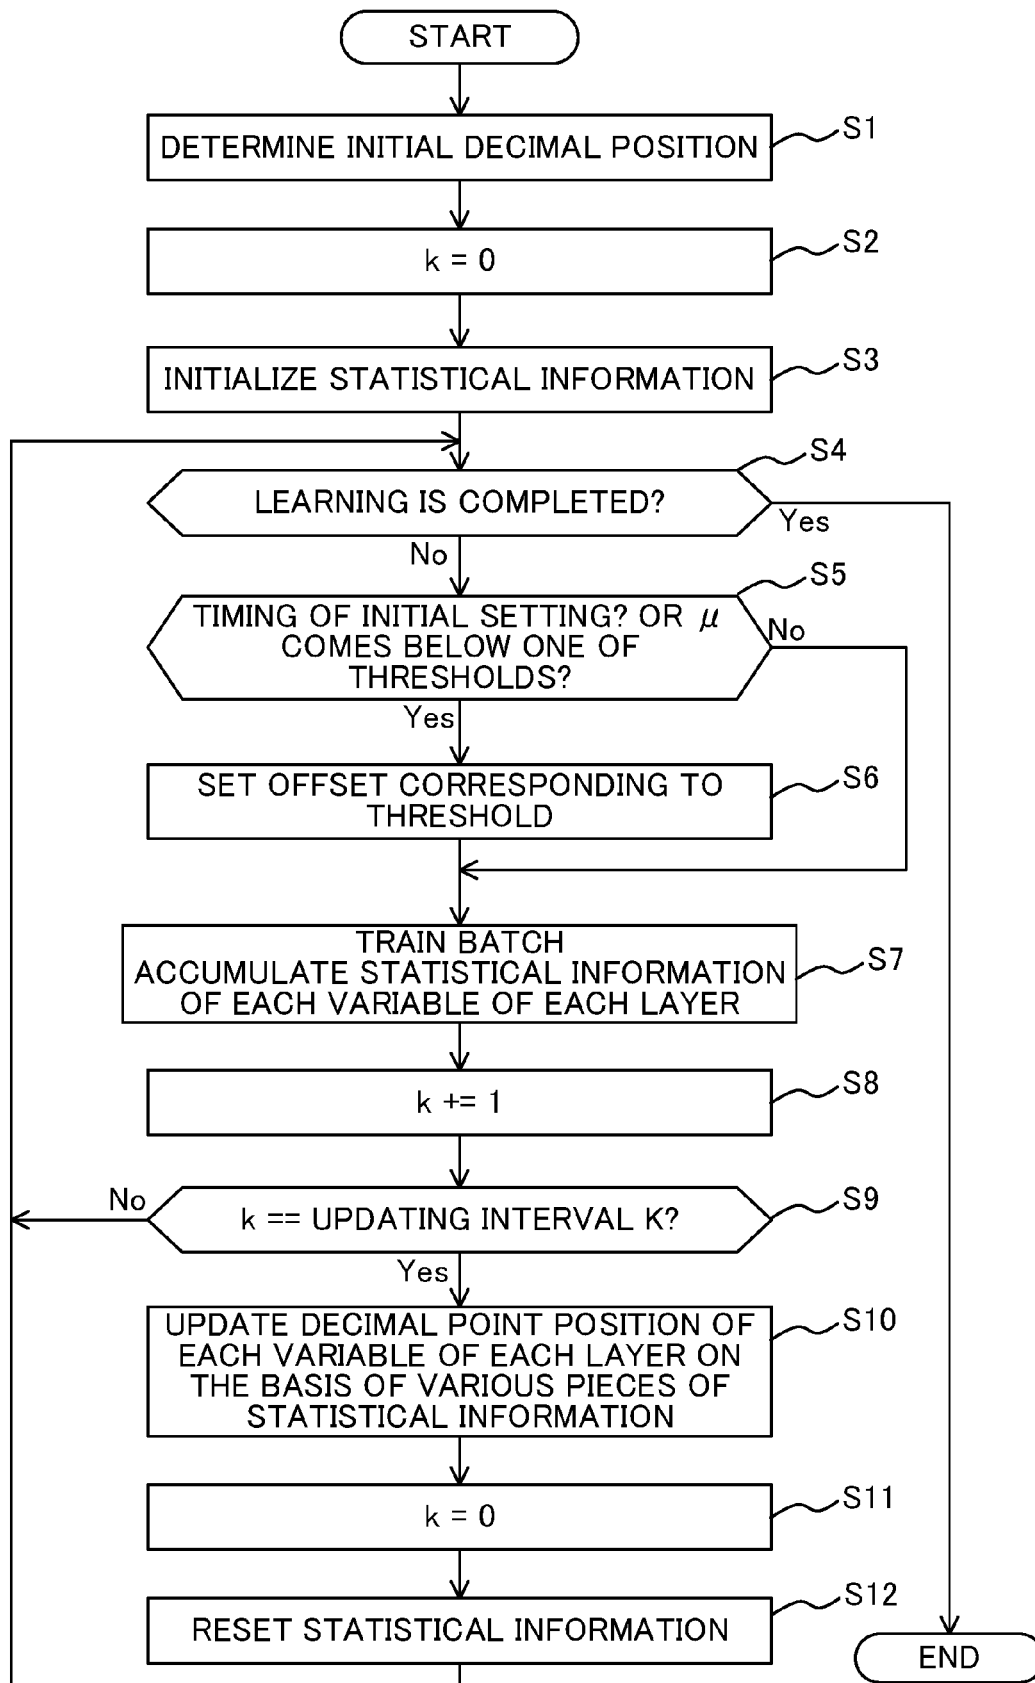 START
DETERMINE INITIAL DECIMAL POSITION
S1
k = 0
S2
INITIALIZE STATISTICAL INFORMATION
S3
LEARNING IS COMPLETED?
S4
Yes
No
TIMING OF INITIAL SETTING? OR μ
COMES BELOW ONE OF
THRESHOLDS?
S5
No
Yes
SET OFFSET CORRESPONDING TO
THRESHOLD
S6
TRAIN BATCH
ACCUMULATE STATISTICAL INFORMATION
OF EACH VARIABLE OF EACH LAYER
S7
k += 1
S8
k == UPDATING INTERVAL K?
S9
No
Yes
UPDATE DECIMAL POINT POSITION OF
EACH VARIABLE OF EACH LAYER ON
THE BASIS OF VARIOUS PIECES OF
STATISTICAL INFORMATION
S10
k = 0
S11
RESET STATISTICAL INFORMATION
S12
END